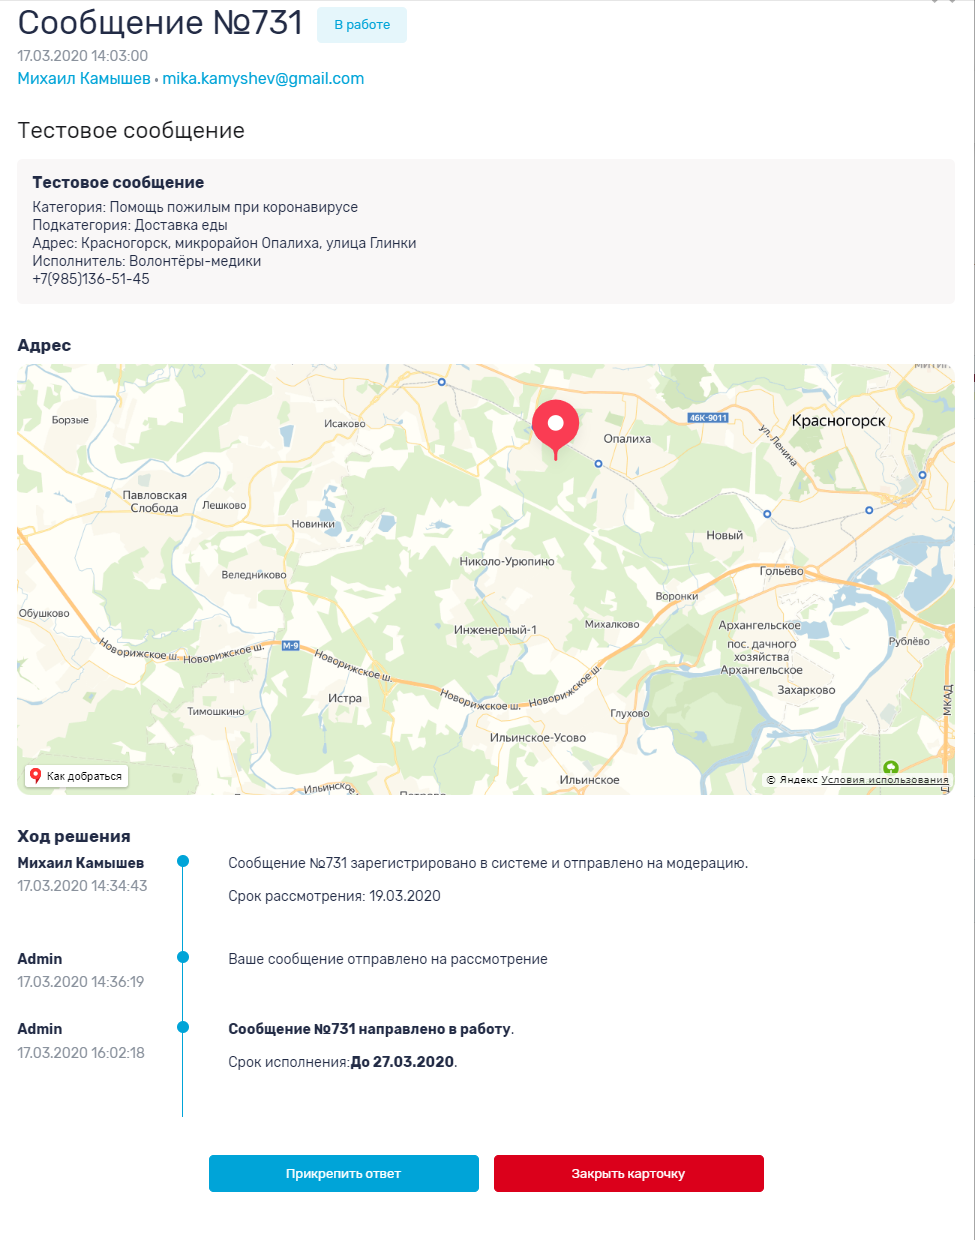 Сообщение №731
В работе
17.03.2020 14:03:00
Михаил Камышев • mika.kamyshev@gmail.com
Тестовое сообщение
Тестовое сообщение
Категория: Помощь пожилым при коронавирусе
Подкатегория: Доставка еды
Адрес: Красногорск, микрорайон Опалиха, улица Глинки
Исполнитель: Волонтёры-медики
+7(985)136-51-45
Адрес
Борзые
Исаково
Опалиха
46К-9011
Красногорск
ул. Ленина
Павловская
Слобода
Лешково
Новинки
Новый
Николо-Урюпино
Веледниково
Гольёво
Воронки
Обушково
Инженерный-1
Михалково
Архангельское
Рублёво
Новорижское ш.
Новорижское ш.
М-9
Новорижское ш.
пос. дачного
хозяйства
Архангельское
Истра
Новорижское ш.
Новорижское ш.
Захарково
МКАД
Тимошкино
Глухово
Ильинское-Усово
Ильинское
Как добраться
Ильинское
© Яндекс Условия использования
Ход решения
Михаил Камышев
17.03.2020 14:34:43
Сообщение №731 зарегистрировано в системе и отправлено на модерацию.
Срок рассмотрения: 19.03.2020
Admin
17.03.2020 14:36:19
Ваше сообщение отправлено на рассмотрение
Admin
17.03.2020 16:02:18
Сообщение №731 направлено в работу.
Срок исполнения:До 27.03.2020.
Прикрепить ответ
Закрыть карточку